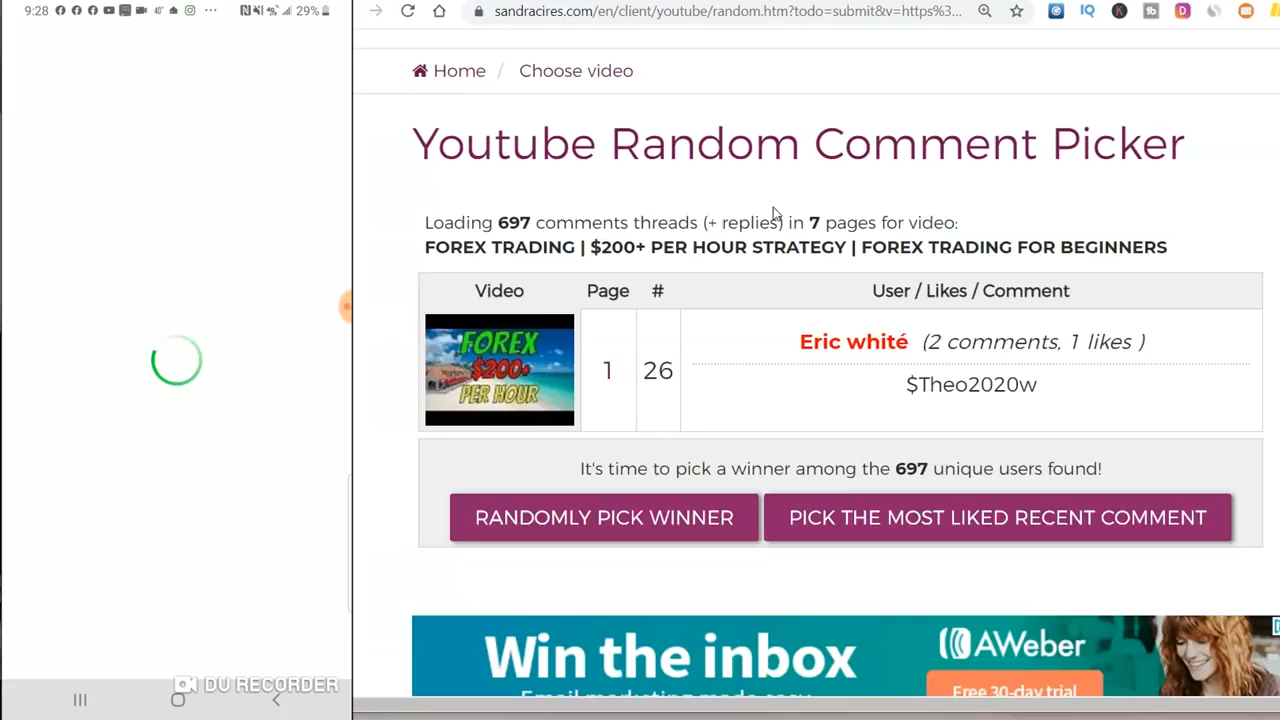 9:28
29%
DU RECORDER
sandracires.com/en/client/youtube/random.htm?todo=submit&v=https%3...
Home / Choose video
Youtube Random Comment Picker
Loading 697 comments threads (+ replies) in 7 pages for video:
FOREX TRADING | $200+ PER HOUR STRATEGY | FOREX TRADING FOR BEGINNERS
Video Page # User / Likes / Comment
FOREX
$200+
PER HOUR
1 26
Eric whité (2 comments, 1 likes )
$Theo2020w
It's time to pick a winner among the 697 unique users found!
RANDOMLY PICK WINNER PICK THE MOST LIKED RECENT COMMENT
Win the inbox
Email marketing made easy
AWeber
Free 30-day trial